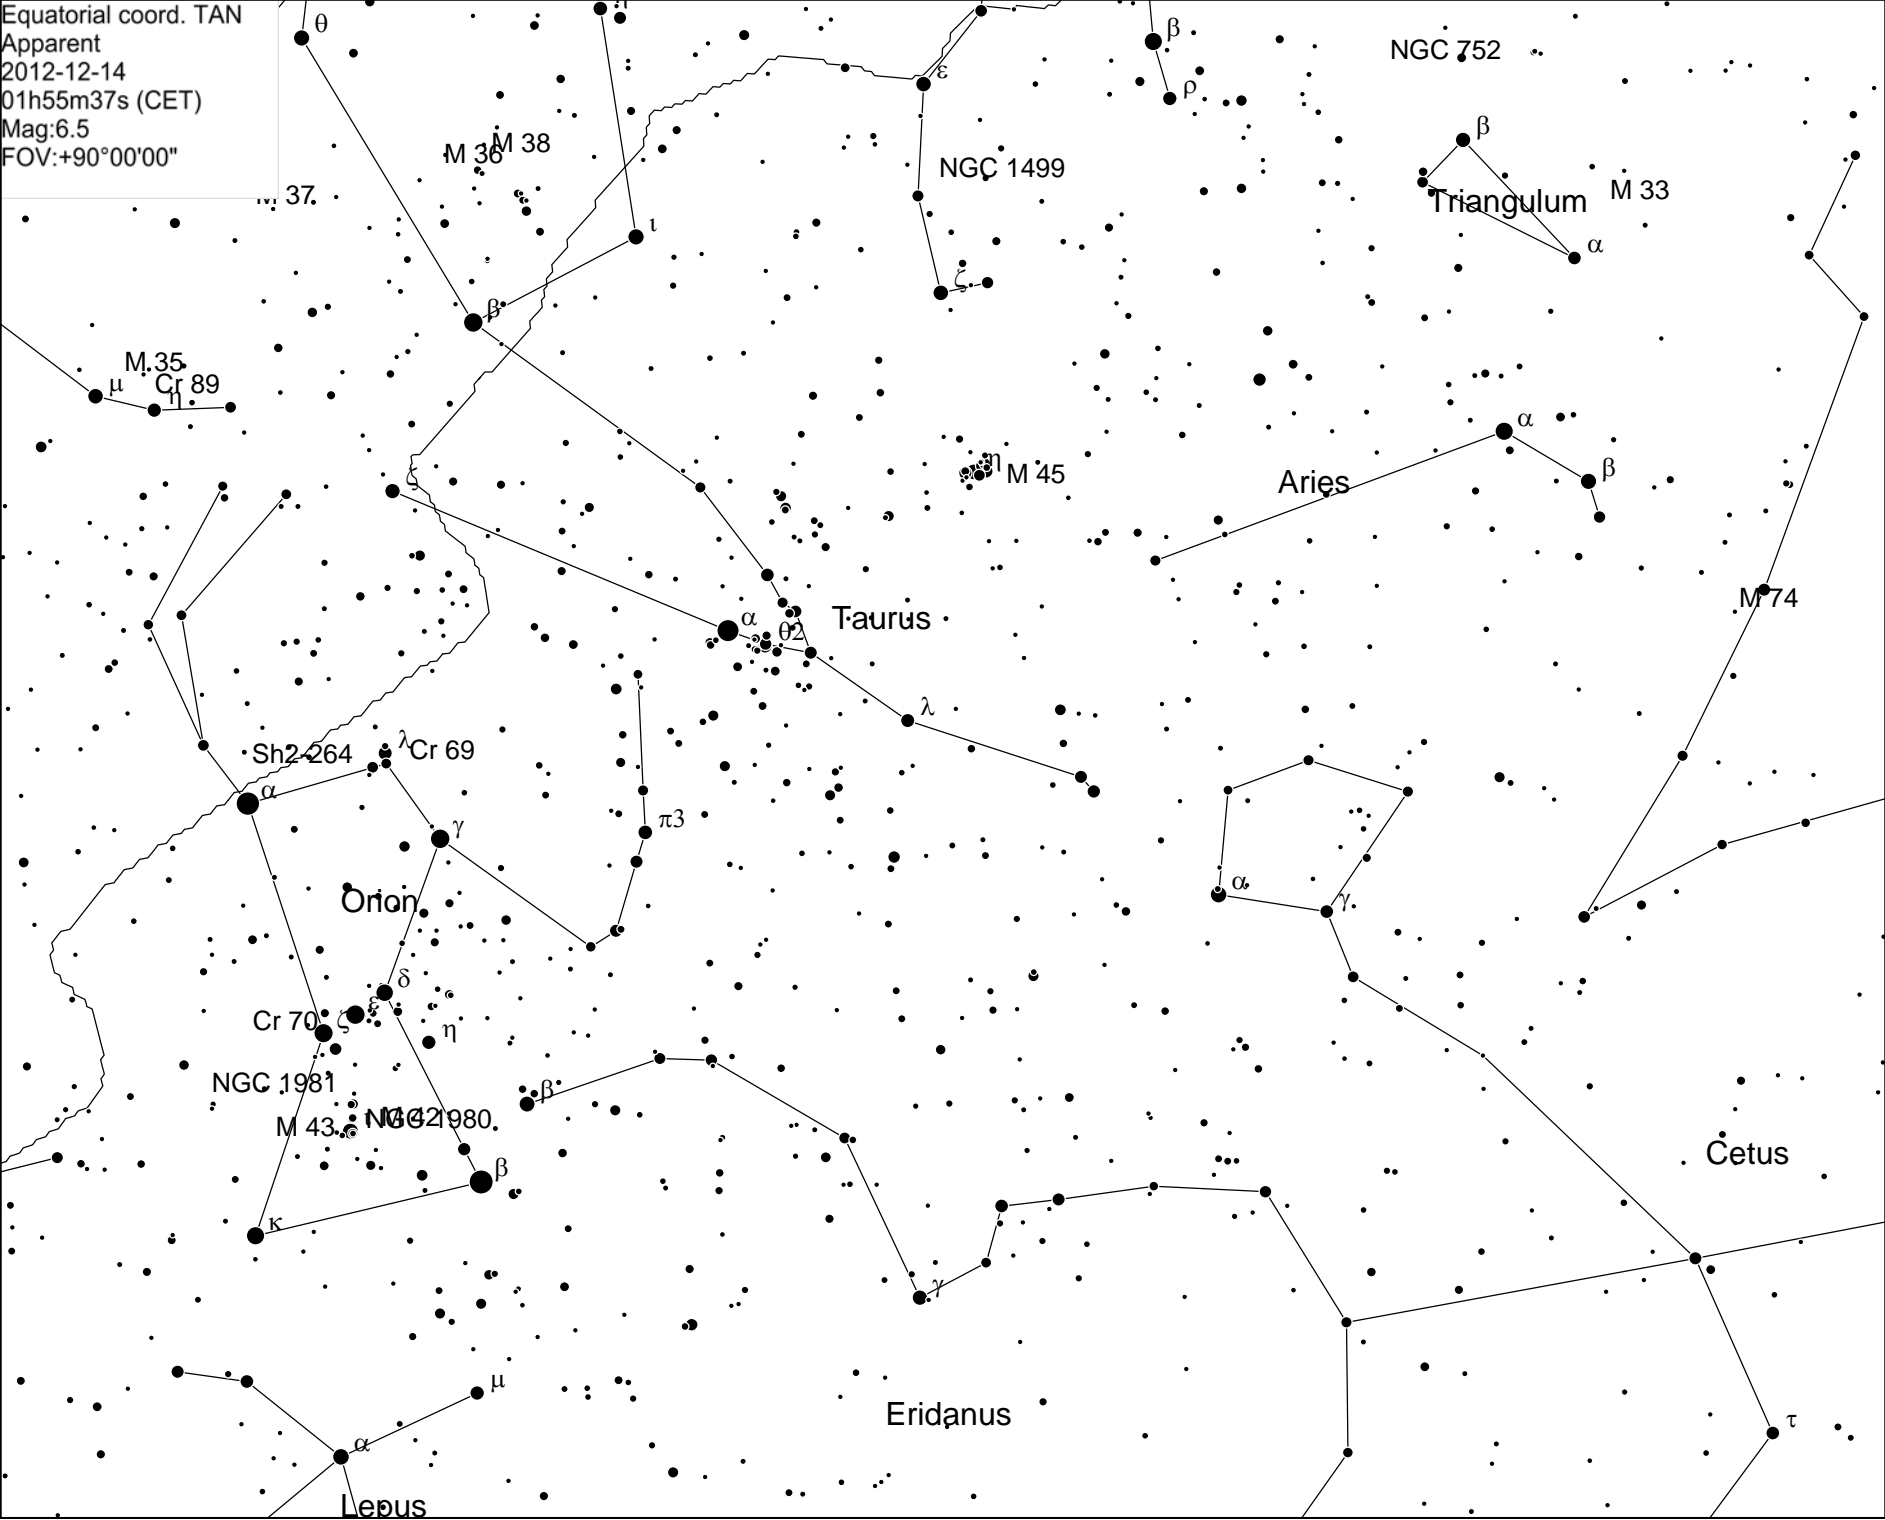 Equatorial coord. TAN
Apparent
2012-12-14
01h55m37s (CET)
Mag:6.5
FOV:+90°00'00"
θ
ε
β
ρ
NGC 752
β
M 38
M 36
NGC 1499
M 37
Triangulum
M 33
ι
α
ζ
β
M 35
Cr 89
μ
η
α
η
M 45
β
Aries
ζ
M 74
α
θ2
Taurus
λ
Sh2-264
λ
Cr 69
α
γ
π3
α
γ
Orion
δ
ε
Cr 70
ζ
η
NGC 1981
β
M 42
M 43
NGC 1980
Cetus
β
κ
γ
μ
Eridanus
τ
α
Lepus